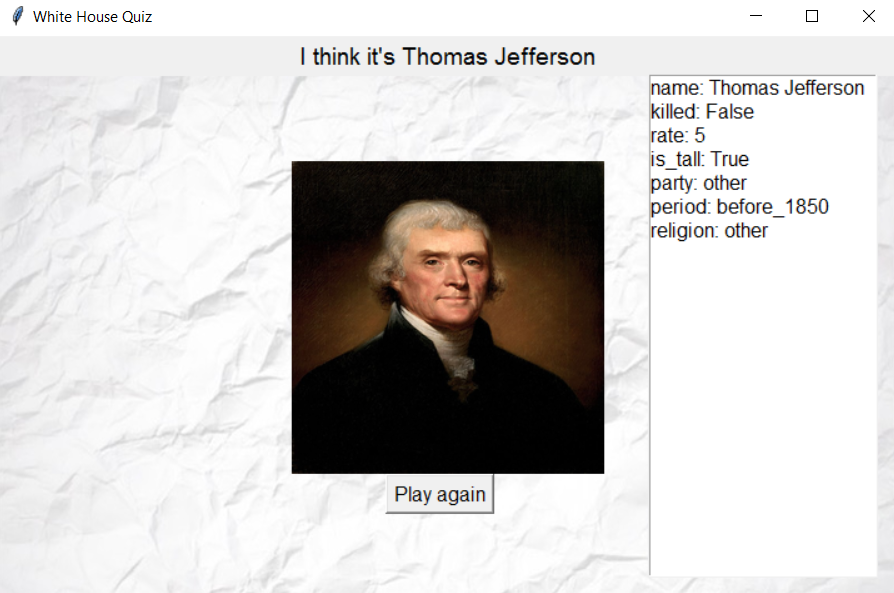 White House Quiz
I think it's Thomas Jefferson
name: Thomas Jefferson
killed: False
rate: 5
is_tall: True
party: other
period: before_1850
religion: other
Play again